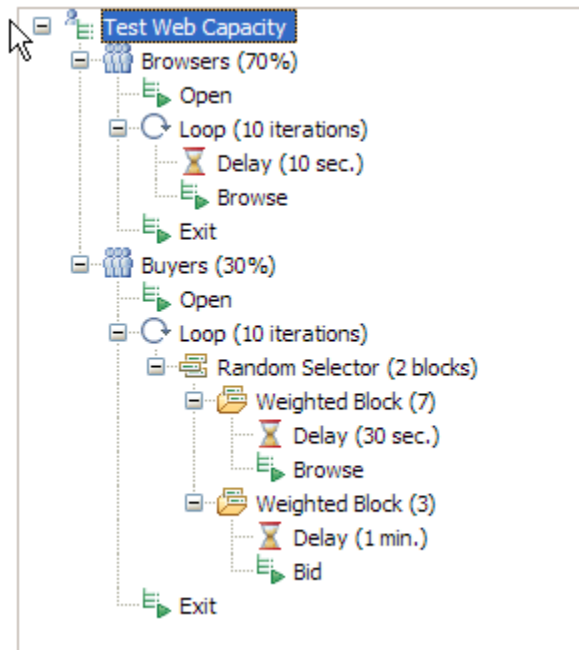 Test Web Capacity
Browsers (70%)
Open
Loop (10 iterations)
Delay (10 sec.)
Browse
Exit
Buyers (30%)
Open
Loop (10 iterations)
Random Selector (2 blocks)
Weighted Block (7)
Delay (30 sec.)
Browse
Weighted Block (3)
Delay (1 min.)
Bid
Exit